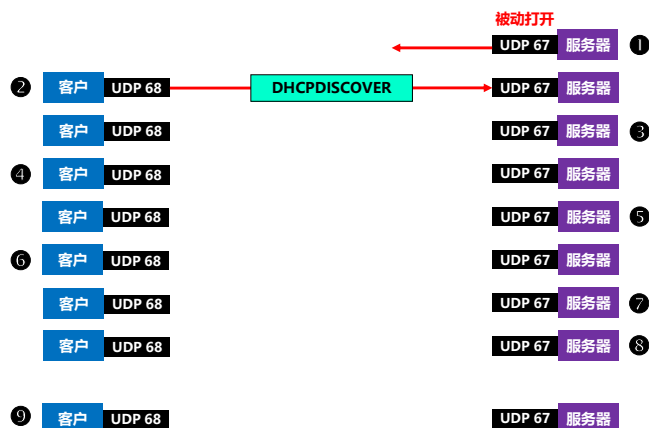 被动打开
UDP 67 服务器 ❶
❷ 客户 UDP 68 DHCPDISCOVER UDP 67 服务器
客户 UDP 68 UDP 67 服务器 ❸
❹ 客户 UDP 68 UDP 67 服务器
客户 UDP 68 UDP 67 服务器 ❺
❻ 客户 UDP 68 UDP 67 服务器
客户 UDP 68 UDP 67 服务器 ❼
客户 UDP 68 UDP 67 服务器 ❽
❾ 客户 UDP 68 UDP 67 服务器